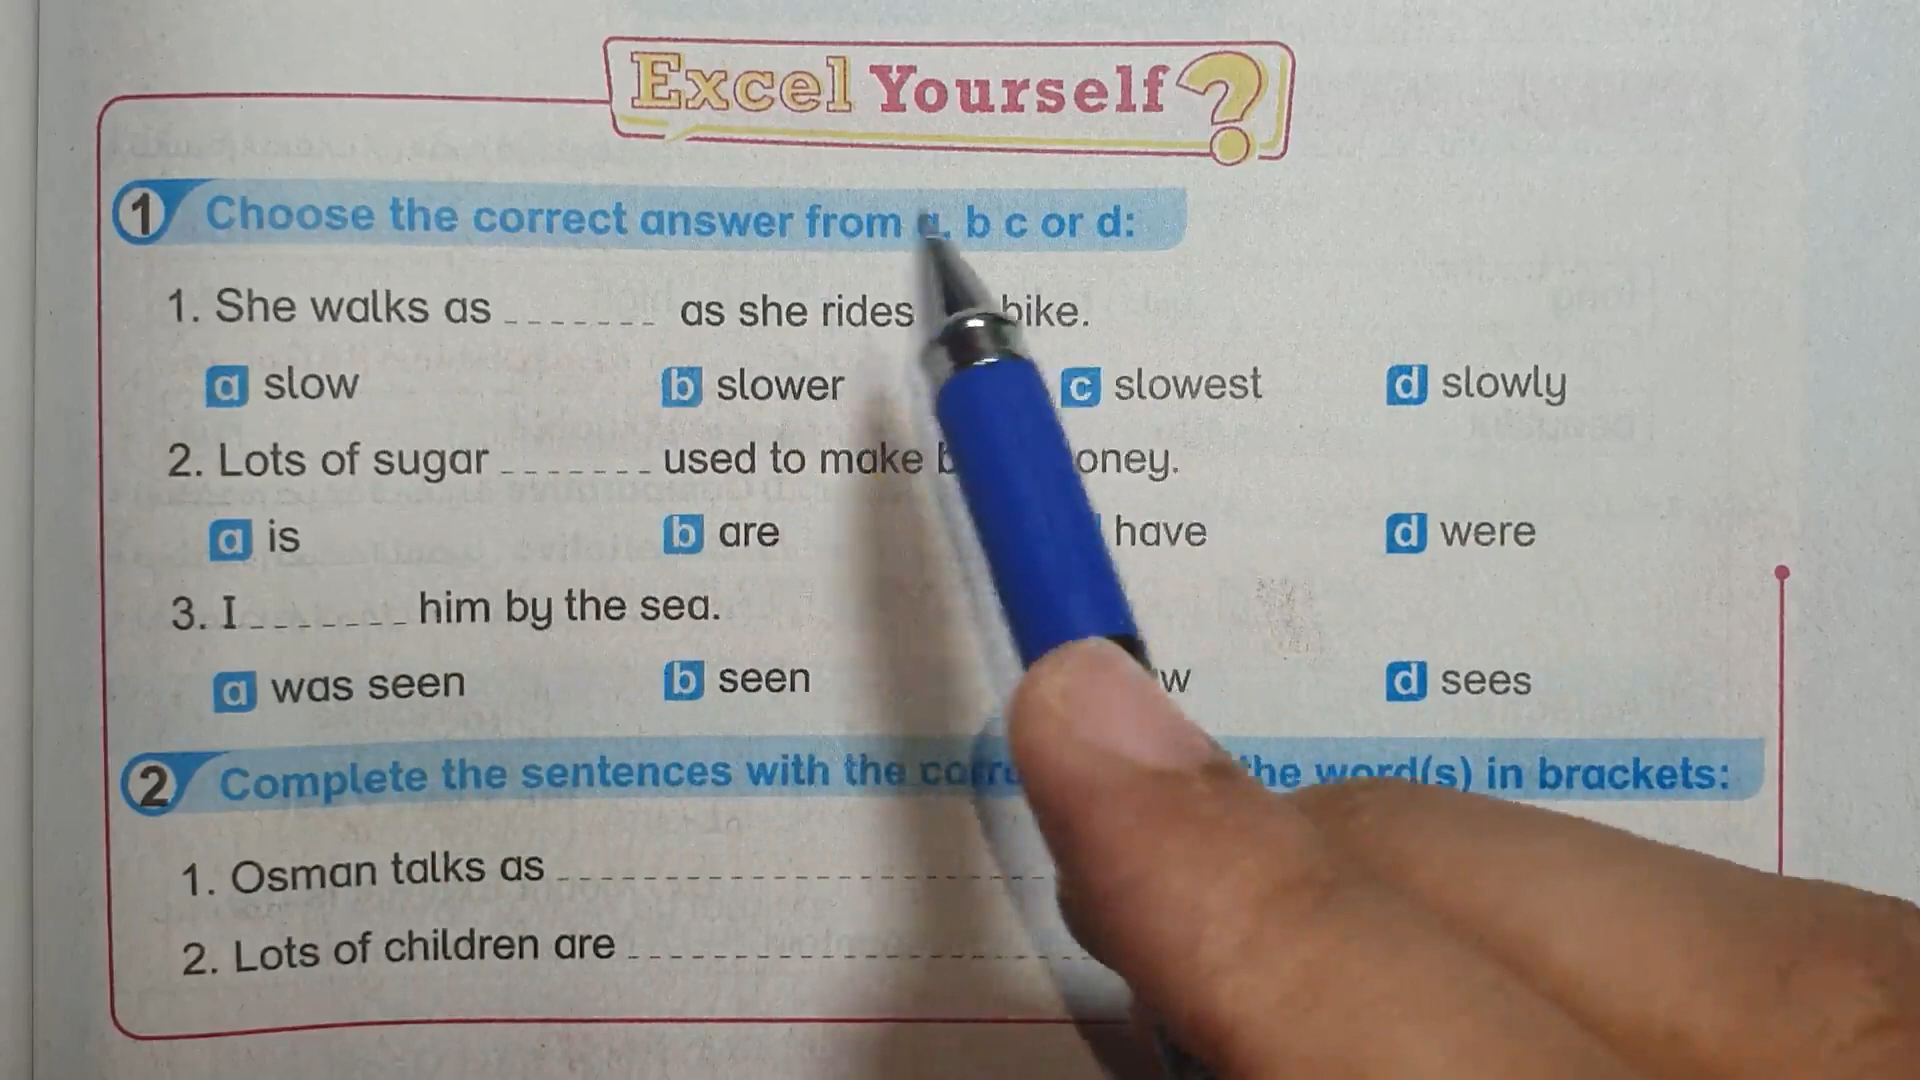 Excel Yourself?
1 Choose the correct answer from a, b c or d:
1. She walks as _______ as she rides bike.
a slow b slower c slowest d slowly
2. Lots of sugar _______ used to make oney.
a is b are have d were
3. I _______ him by the sea.
a was seen b seen w d sees
2 Complete the sentences with the the word(s) in brackets:
1. Osman talks as
2. Lots of children are